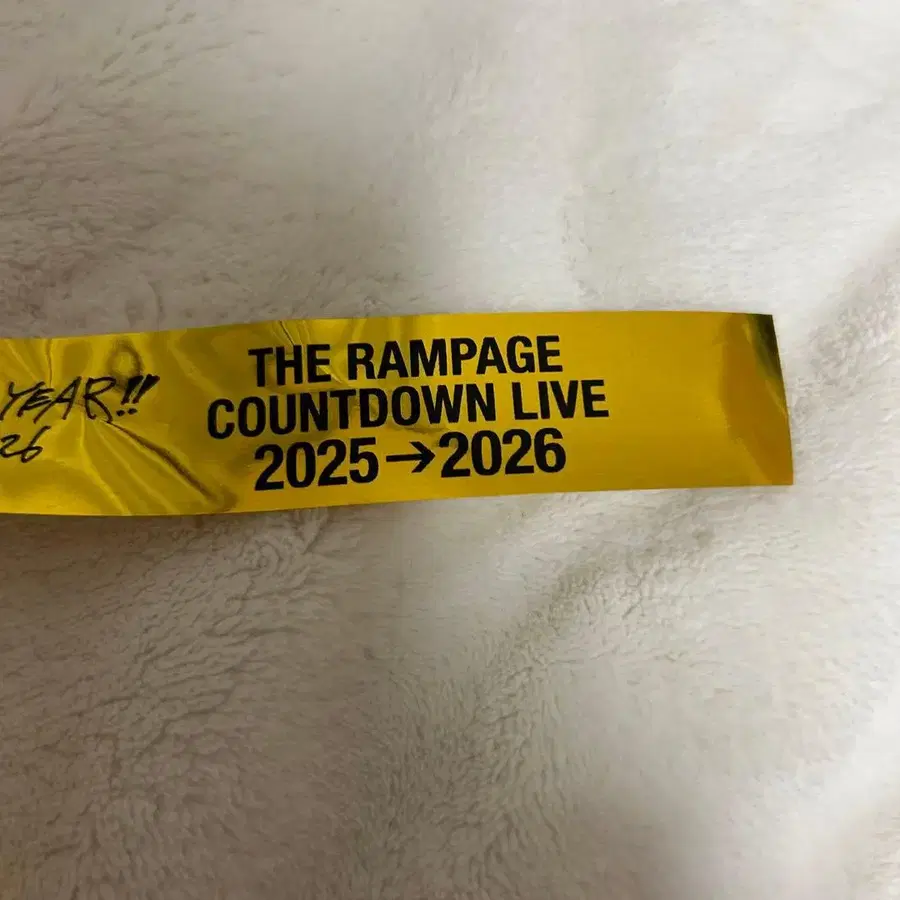 YEAR!!
26
THE RAMPAGE
COUNTDOWN LIVE
2025→2026